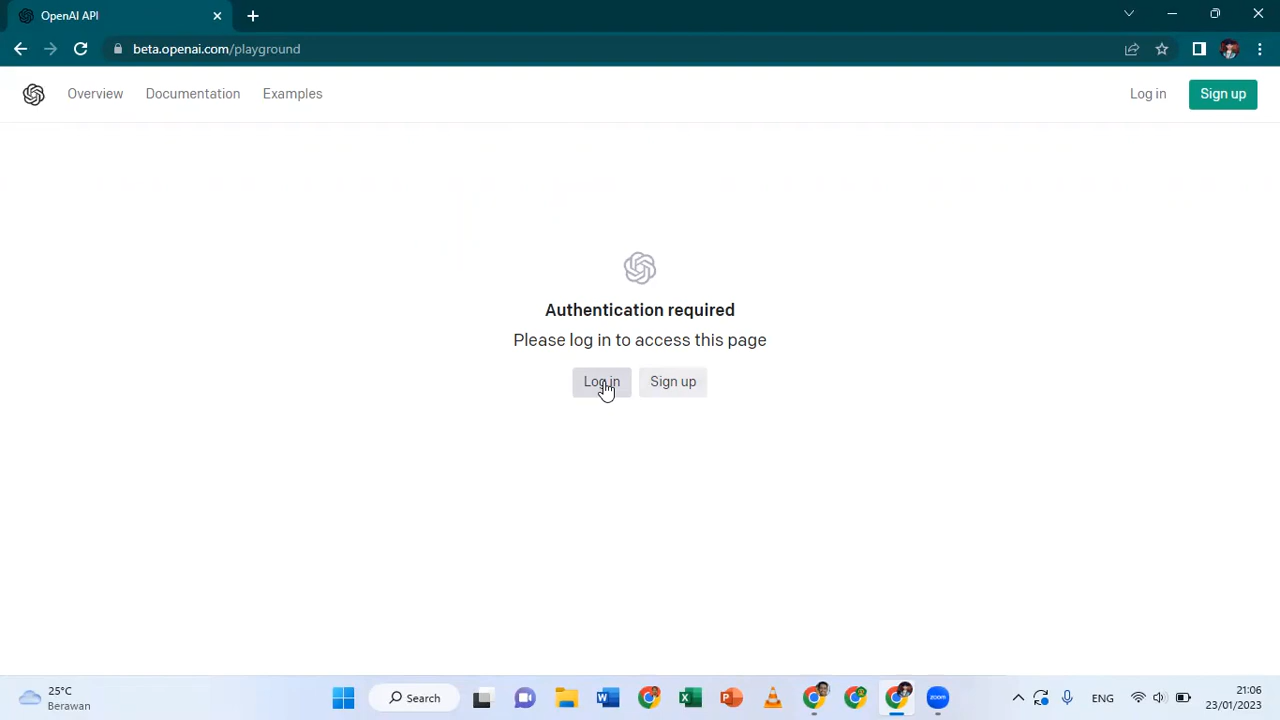 OpenAI API
beta.openai.com/playground
Overview
Documentation
Examples
Log in
Sign up
Authentication required
Please log in to access this page
Log in
Sign up
25°C
Berawan
Search
zoom
ENG
21:06
23/01/2023